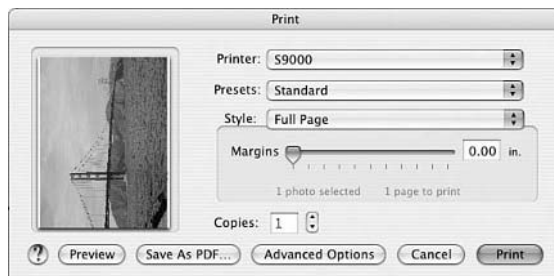 Print
Printer: S9000
Presets: Standard
Style: Full Page
Margins 0.00 in.
1 photo selected 1 page to print
Copies: 1
? Preview Save As PDF... Advanced Options Cancel Print